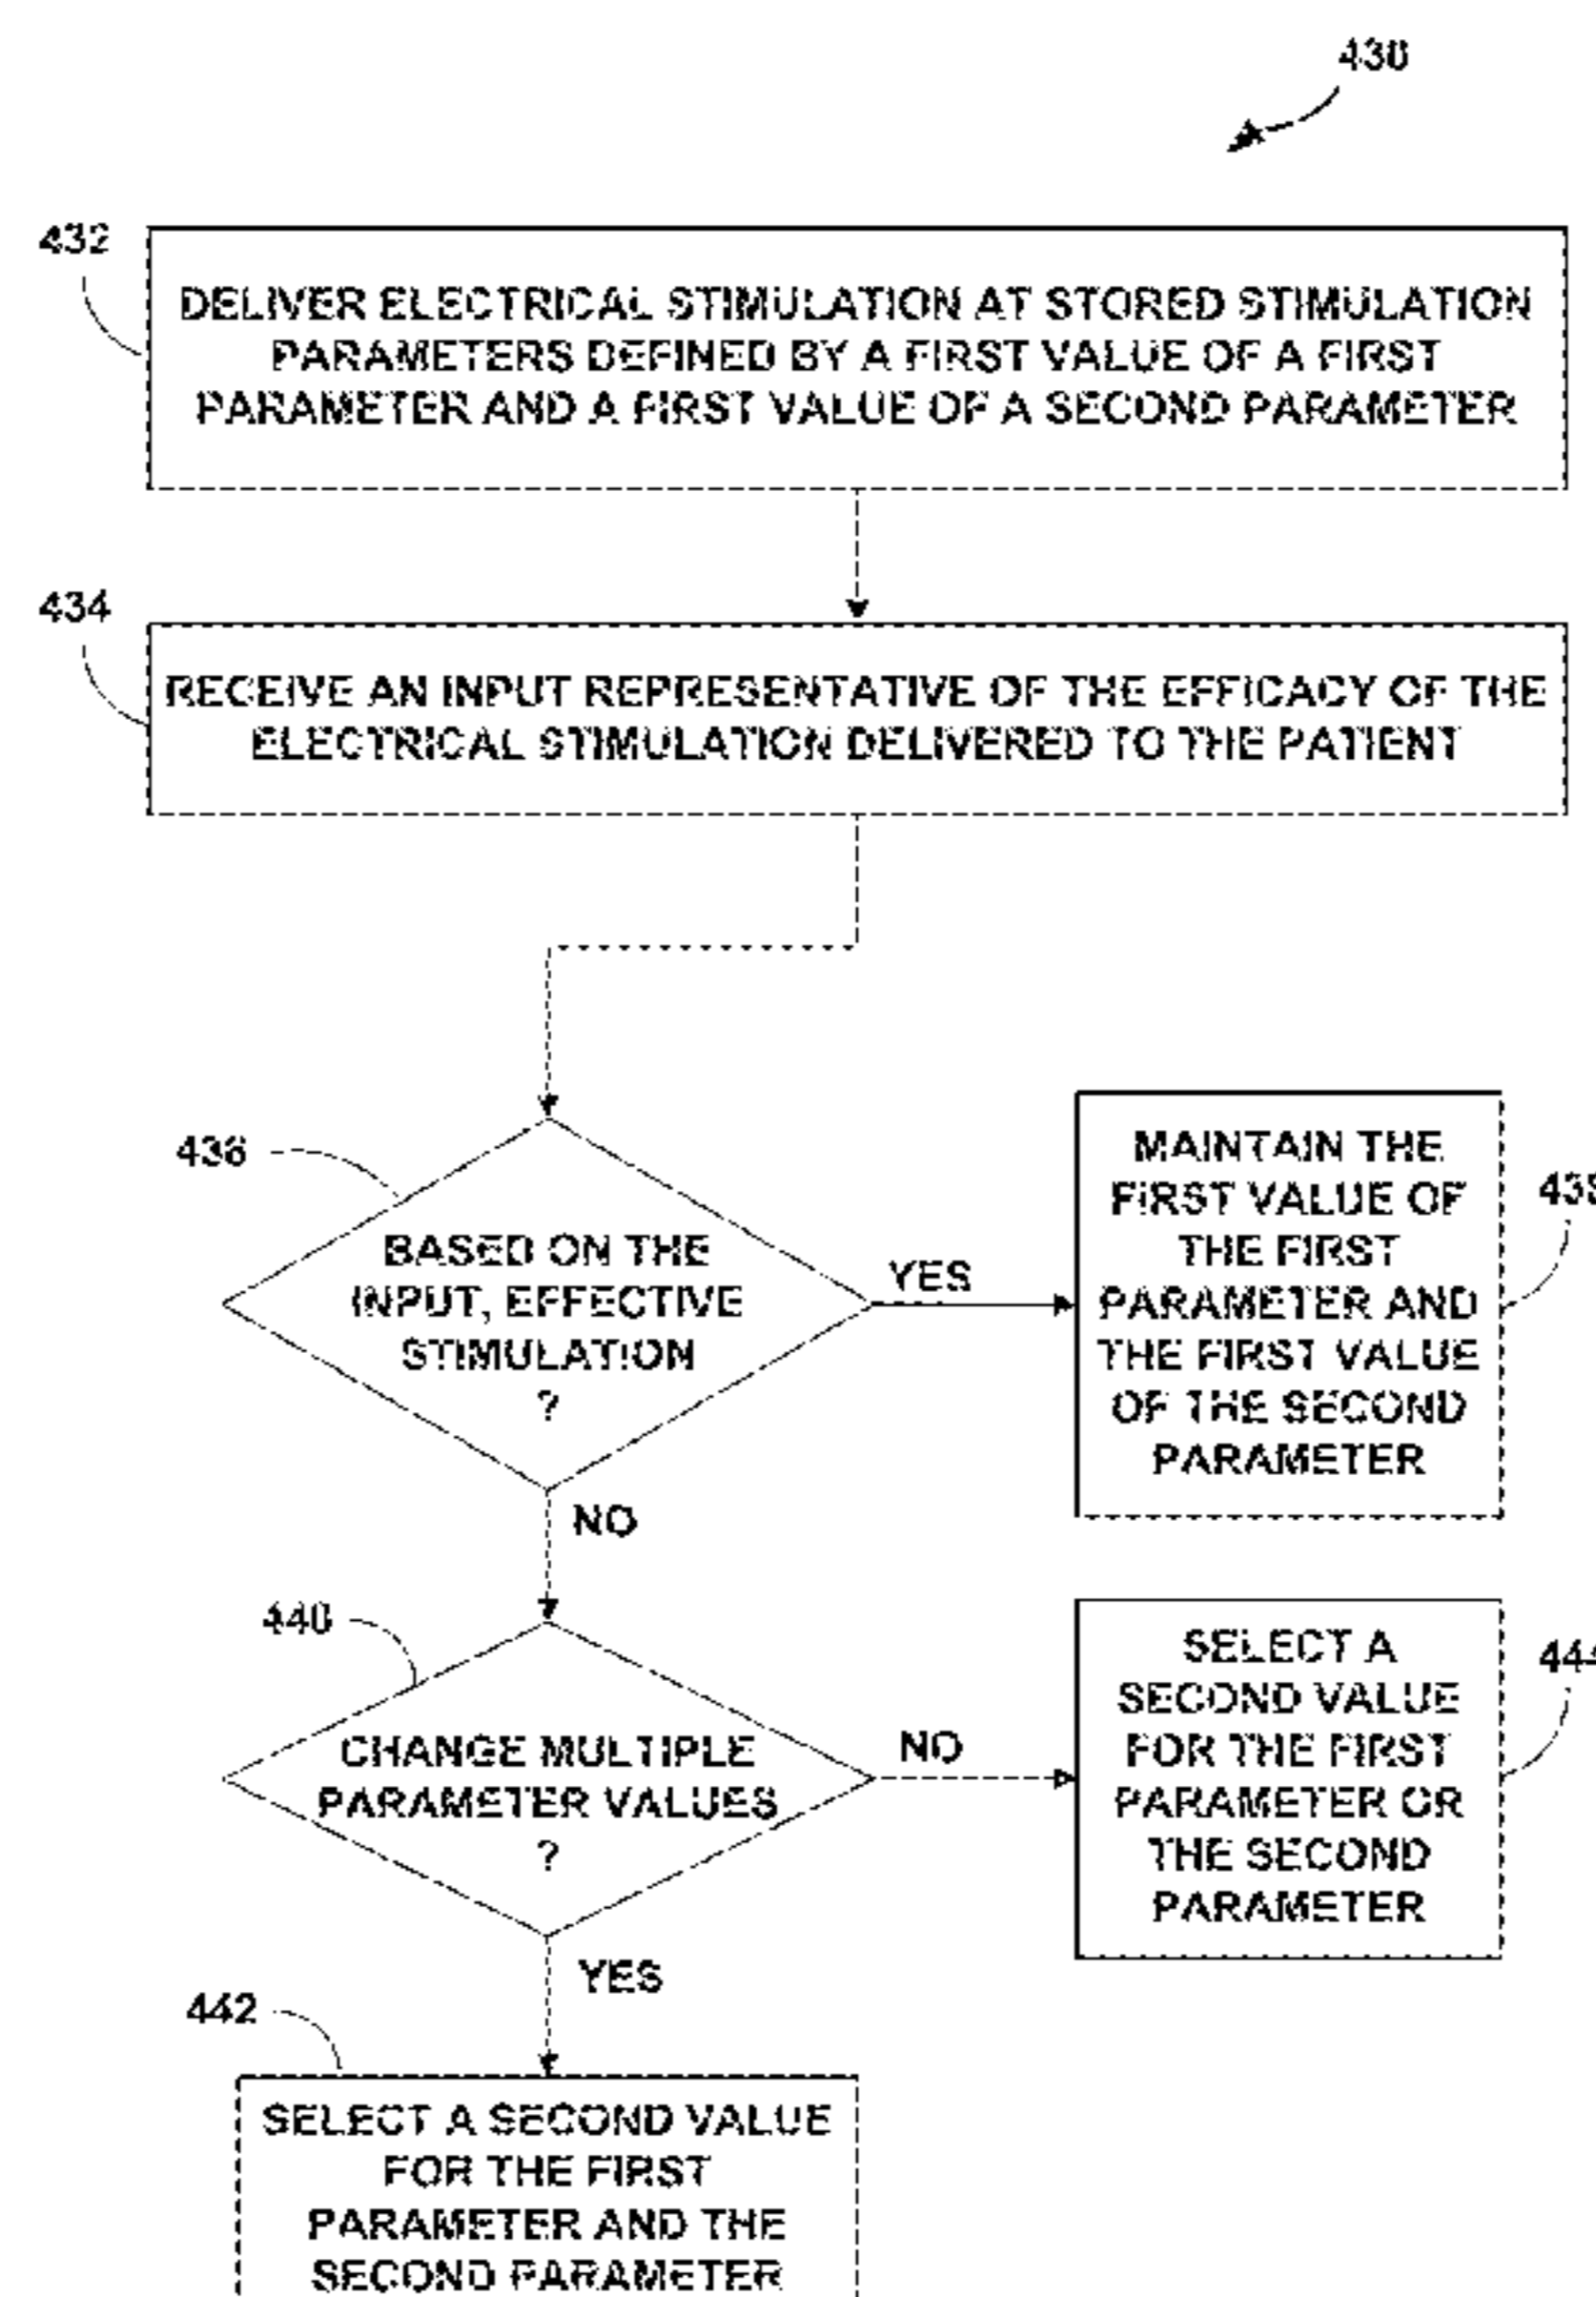 430
432
DELIVER ELECTRICAL STIMULATION AT STORED STIMULATION
PARAMETERS DEFINED BY A FIRST VALUE OF A FIRST
PARAMETER AND A FIRST VALUE OF A SECOND PARAMETER
434
RECEIVE AN INPUT REPRESENTATIVE OF THE EFFICACY OF THE
ELECTRICAL STIMULATION DELIVERED TO THE PATIENT
436
BASED ON THE
INPUT, EFFECTIVE
STIMULATION
?
YES
MAINTAIN THE
FIRST VALUE OF
THE FIRST
PARAMETER AND
THE FIRST VALUE
OF THE SECOND
PARAMETER
NO
440
CHANGE MULTIPLE
PARAMETER VALUES
?
NO
SELECT A
SECOND VALUE
FOR THE FIRST
PARAMETER OR
THE SECOND
PARAMETER
444
YES
442
SELECT A SECOND VALUE
FOR THE FIRST
PARAMETER AND THE
SECOND PARAMETER